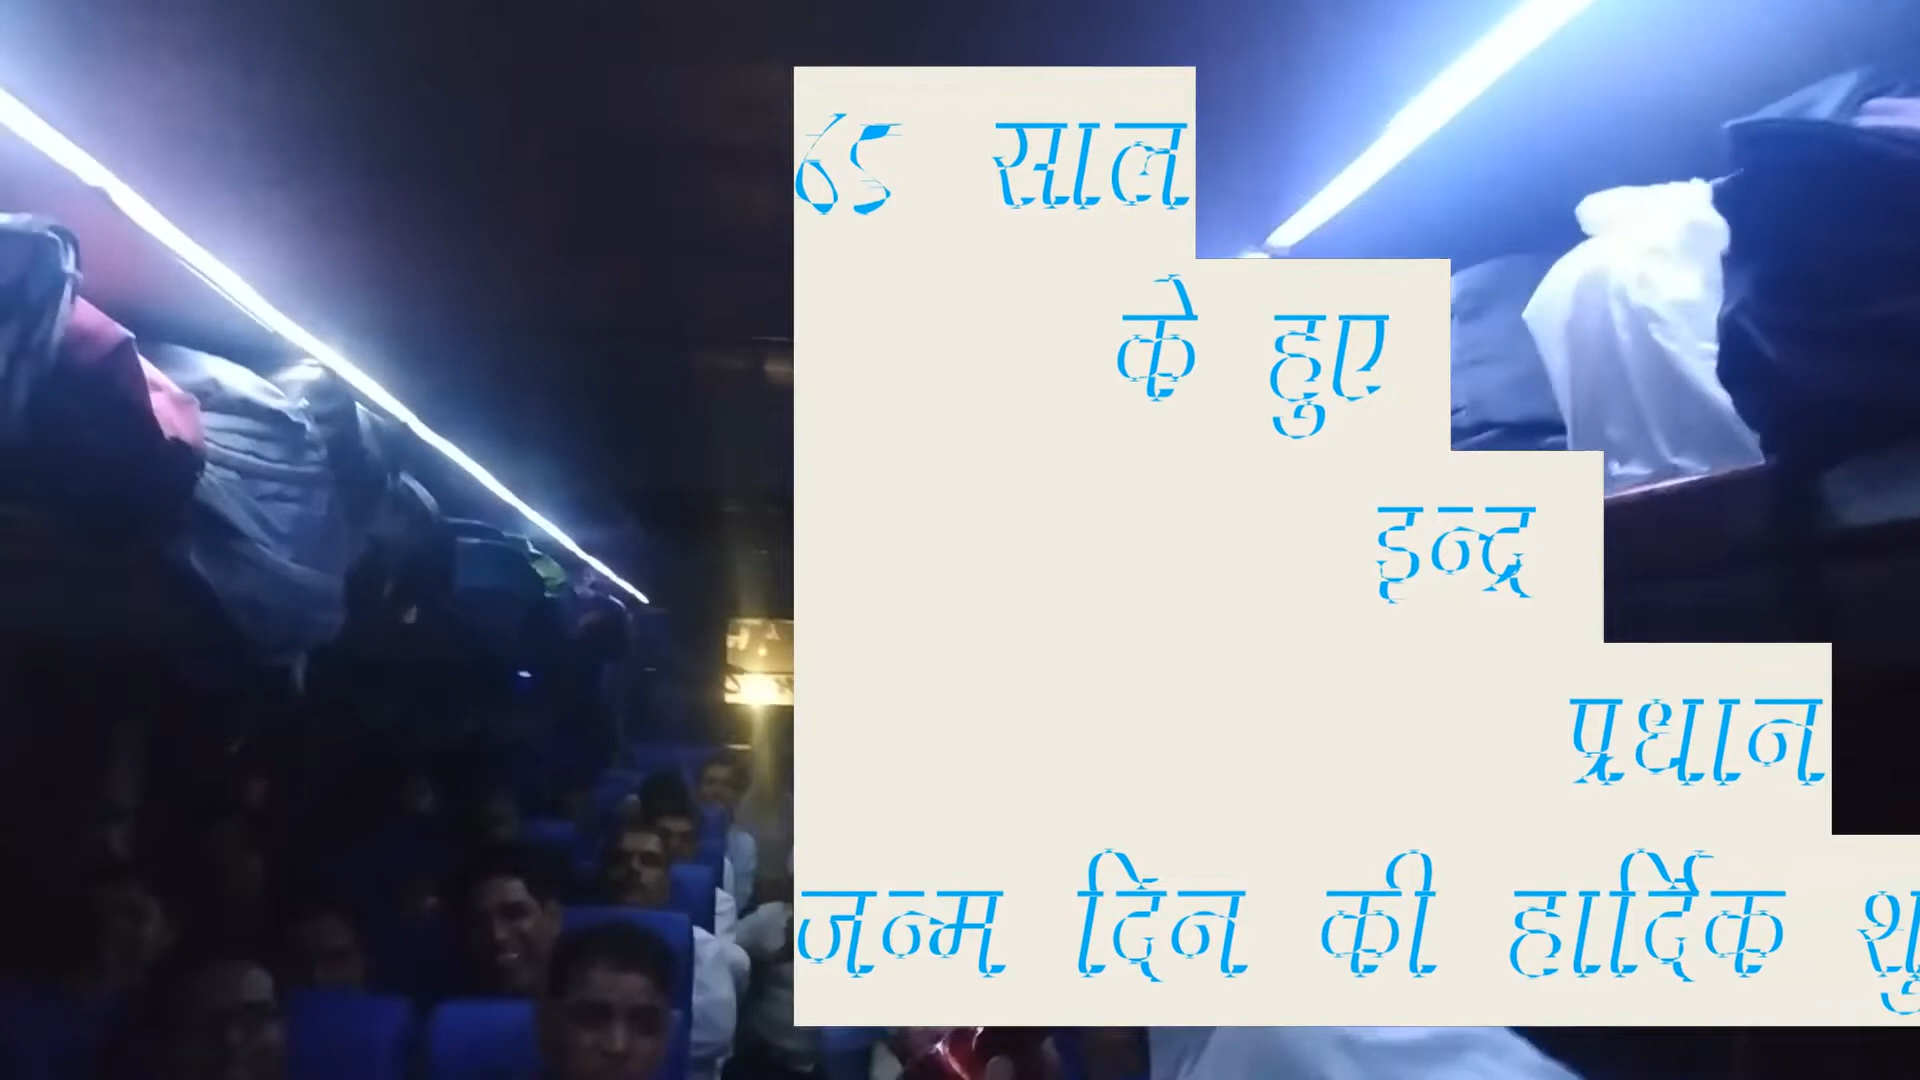 65 साल
के हुए
इन्द्र
प्रधान
जन्म दिन की हार्दिक